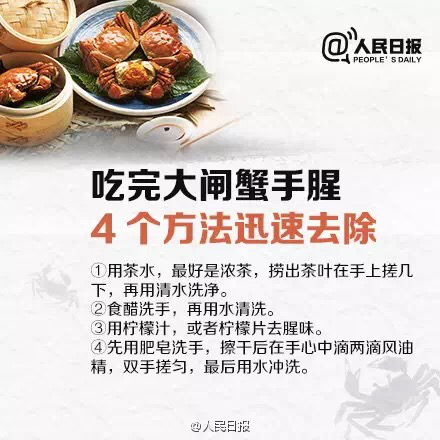 @人民日报
PEOPLE'S DAILY
吃完大闸蟹手腥
4个方法迅速去除
①用茶水，最好是浓茶，捞出茶叶在手上搓几
下，再用清水洗净。
②食醋洗手，再用水清洗。
③用柠檬汁，或者柠檬片去腥味。
④先用肥皂洗手，擦干后在手心中滴两滴风油
精，双手搓匀，最后用水冲洗。
@人民日报